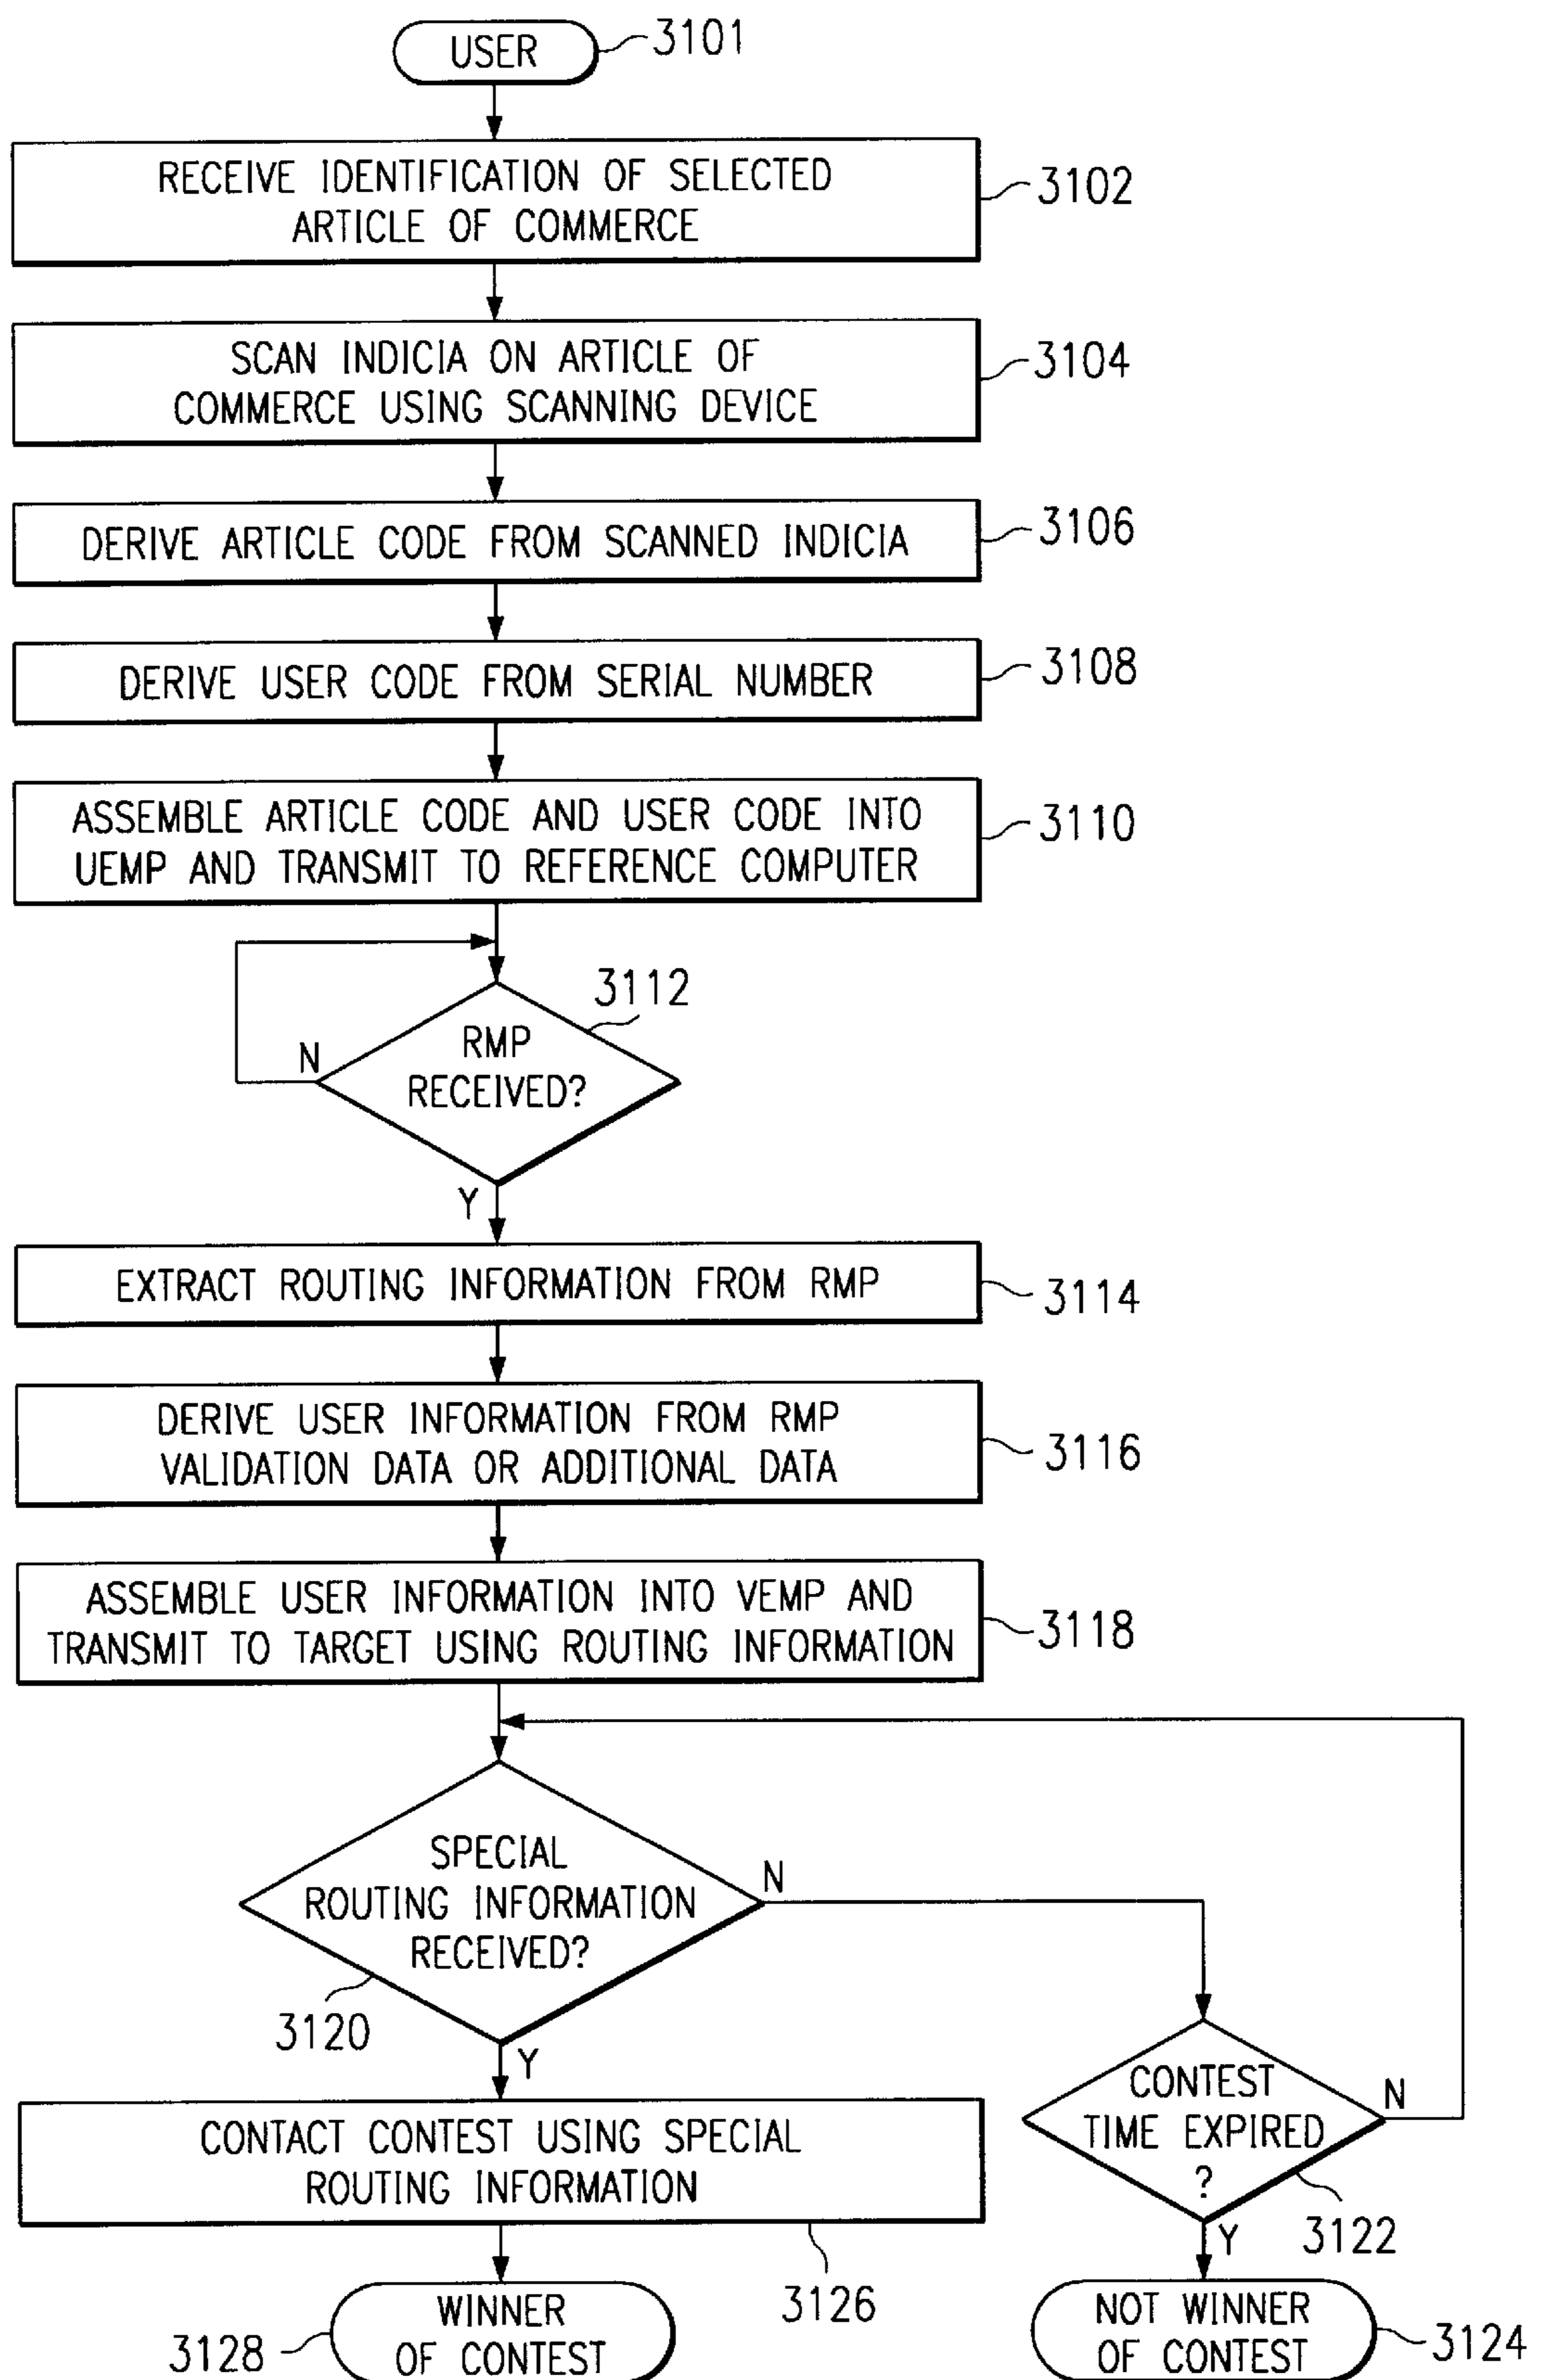 USER
3101
RECEIVE IDENTIFICATION OF SELECTED
ARTICLE OF COMMERCE
3102
SCAN INDICIA ON ARTICLE OF
COMMERCE USING SCANNING DEVICE
3104
DERIVE ARTICLE CODE FROM SCANNED INDICIA
3106
DERIVE USER CODE FROM SERIAL NUMBER
3108
ASSEMBLE ARTICLE CODE AND USER CODE INTO
UEMP AND TRANSMIT TO REFERENCE COMPUTER
3110
3112
RMP
RECEIVED?
N
Y
EXTRACT ROUTING INFORMATION FROM RMP
3114
DERIVE USER INFORMATION FROM RMP
VALIDATION DATA OR ADDITIONAL DATA
3116
ASSEMBLE USER INFORMATION INTO VEMP AND
TRANSMIT TO TARGET USING ROUTING INFORMATION
3118
SPECIAL
ROUTING INFORMATION
RECEIVED?
N
3120
Y
CONTEST
TIME EXPIRED
?
N
3122
Y
CONTACT CONTEST USING SPECIAL
ROUTING INFORMATION
3126
WINNER
OF CONTEST
3128
NOT WINNER
OF CONTEST
3124